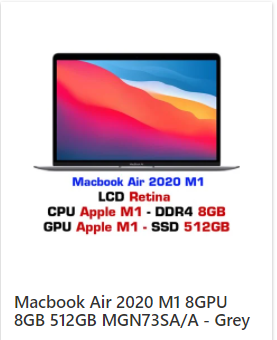 Macbook Air 2020 M1
LCD Retina
CPU Apple M1 - DDR4 8GB
GPU Apple M1 - SSD 512GB
Macbook Air 2020 M1 8GPU
8GB 512GB MGN73SA/A - Grey